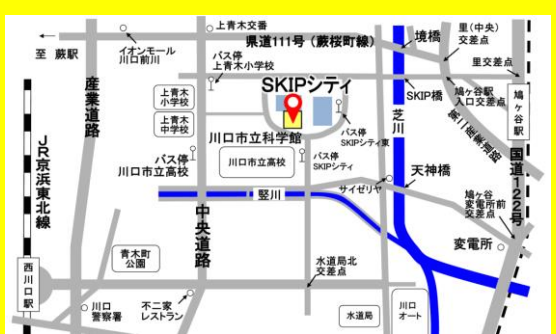 上青木交番
県道111号（蕨桜町線）
境橋
里（中央）
交差点
至 蕨駅
イオンモール
川口前川
バス停
上青木小学校
里交差点
SKIPシティ
SKIP橋
鳩ヶ谷駅
入口交差点
鳩ヶ谷駅
産業道路
上青木
小学校
上青木
中学校
芝川
第二産業道路
バス停
SKIPシティ東
川口市立科学館
JR京浜東北線
バス停
川口市立高校
川口市立高校
バス停
SKIPシティ
国道122号
サイゼリヤ
天神橋
竪川
中央道路
鳩ヶ谷
変電所前
交差点
変電所
青木町
公園
水道局北
交差点
西川口駅
川口
警察署
不二家
レストラン
水道局
川口
オート